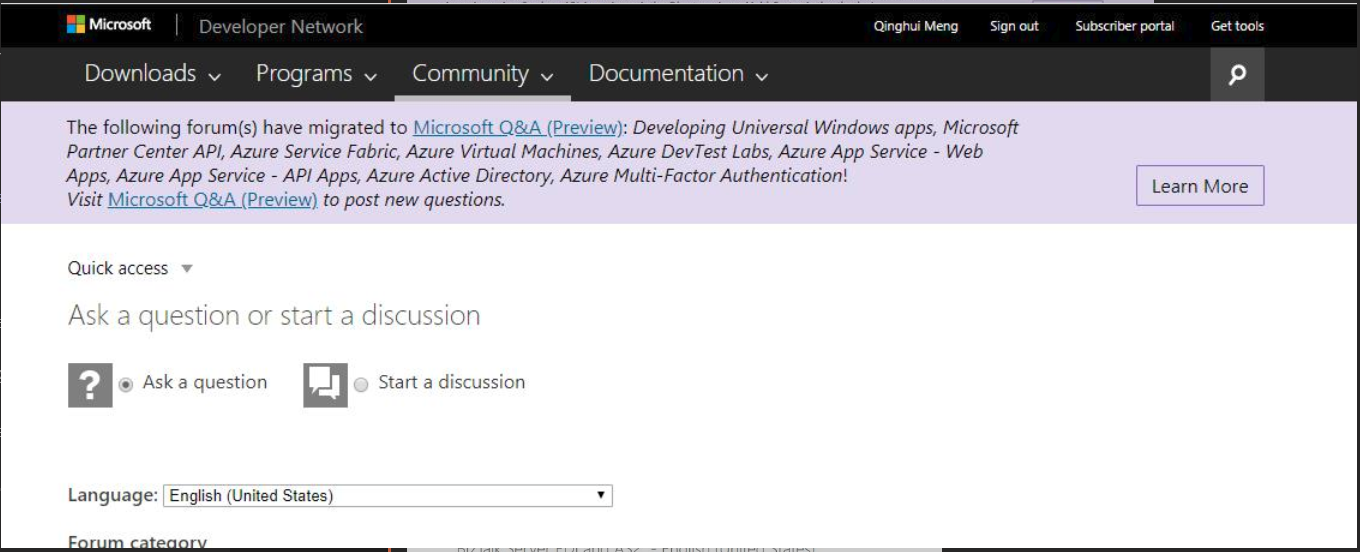 Microsoft Developer Network Qinghui Meng Sign out Subscriber portal Get tools
Downloads Programs Community Documentation
The following forum(s) have migrated to Microsoft Q&A (Preview): Developing Universal Windows apps, Microsoft
Partner Center API, Azure Service Fabric, Azure Virtual Machines, Azure DevTest Labs, Azure App Service - Web
Apps, Azure App Service - API Apps, Azure Active Directory, Azure Multi-Factor Authentication!
Visit Microsoft Q&A (Preview) to post new questions.
Learn More
Quick access
Ask a question or start a discussion
Ask a question Start a discussion
Language: English (United States)
Forum category